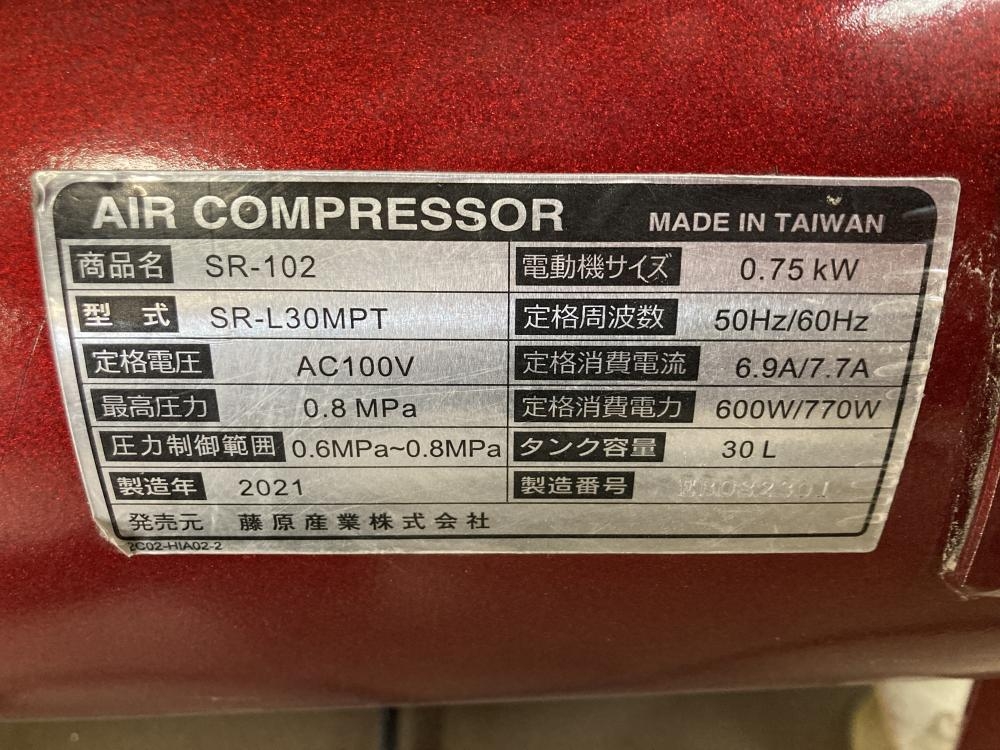 AIR COMPRESSOR MADE IN TAIWAN
商品名 SR-102 電動機サイズ 0.75 kW
型式 SR-L30MPT 定格周波数 50Hz/60Hz
定格電圧 AC100V 定格消費電流 6.9A/7.7A
最高圧力 0.8 MPa 定格消費電力 600W/770W
圧力制御範囲 0.6MPa~0.8MPa タンク容量 30 L
製造年 2021 製造番号
発売元 藤原産業株式会社
2C02-HIA02-2